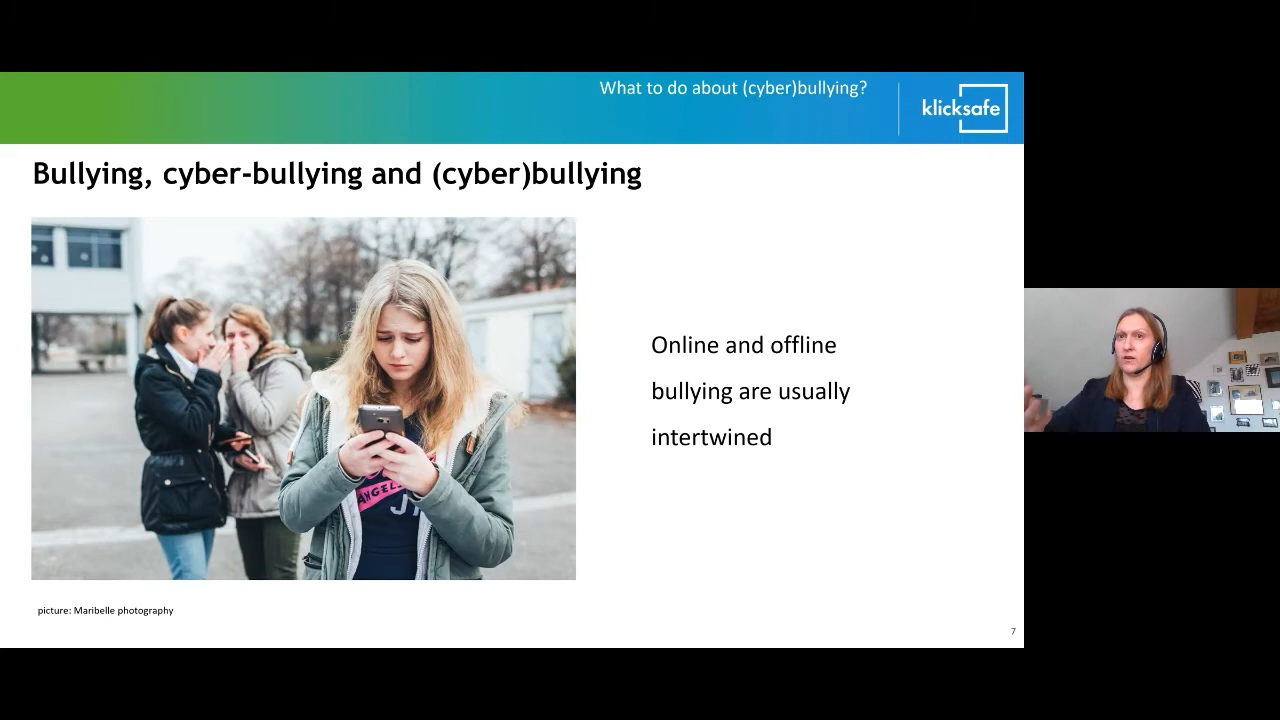 What to do about (cyber)bullying?
klicksafe
Bullying, cyber-bullying and (cyber)bullying
Online and offline
bullying are usually
intertwined
ANGELS
picture: Maribelle photography
7